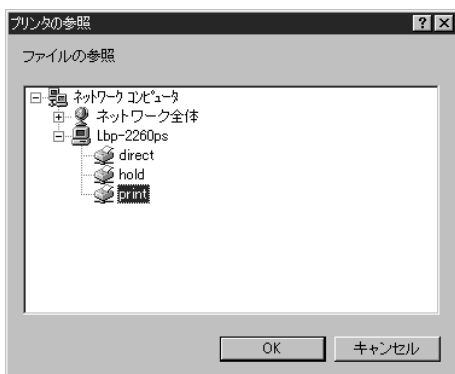 プリンタの参照
ファイルの参照
ネットワーク コンピュータ
ネットワーク全体
Lbp-2260ps
direct
hold
print
OK
キャンセル